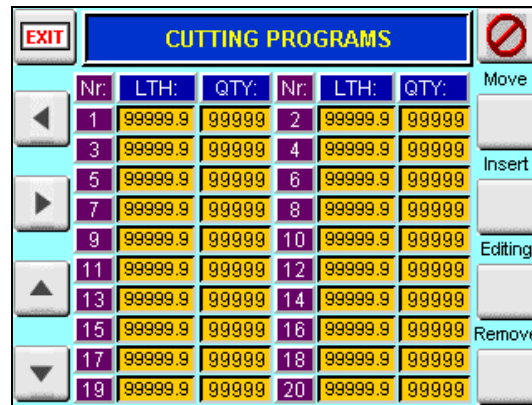 EXIT CUTTING PROGRAMS
Nr: LTH: QTY: Nr: LTH: QTY: Move
1 99999.9 99999 2 99999.9 99999
3 99999.9 99999 4 99999.9 99999 Insert
5 99999.9 99999 6 99999.9 99999
7 99999.9 99999 8 99999.9 99999
9 99999.9 99999 10 99999.9 99999 Editing
11 99999.9 99999 12 99999.9 99999
13 99999.9 99999 14 99999.9 99999
15 99999.9 99999 16 99999.9 99999 Remove
17 99999.9 99999 18 99999.9 99999
19 99999.9 99999 20 99999.9 99999